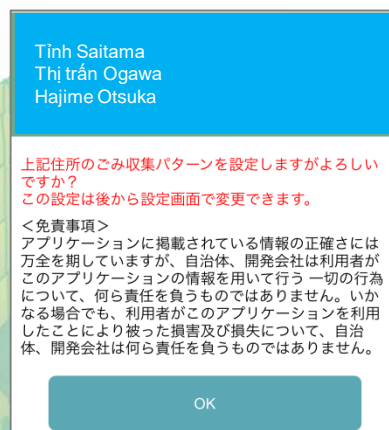 Tỉnh Saitama
Thị trấn Ogawa
Hajime Otsuka
上記住所のごみ収集パターンを設定しますがよろしい
ですか？
この設定は後から設定画面で変更できます。
＜免責事項＞
アプリケーションに掲載されている情報の正確さには
万全を期していますが、自治体、開発会社は利用者が
このアプリケーションの情報を用いて行う 一切の行為
について、何ら責任を負うものではありません。いか
なる場合でも、利用者がこのアプリケーションを利用
したことにより被った損害及び損失について、自治
体、開発会社は何ら責任を負うものではありません。
OK